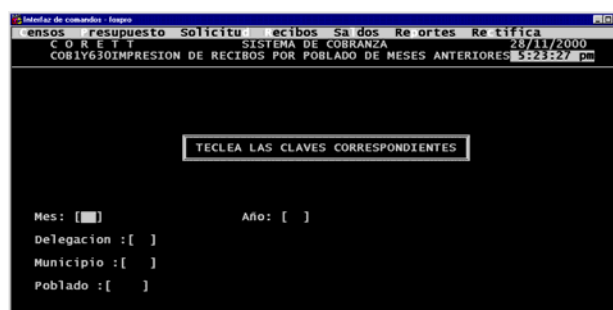 Interfaz de comandos - foxpro
ensos resupuesto Solicitu ecibos Sa dos Re ortes Re tifica
C O R E T T SISTEMA DE COBRANZA 28/11/2000
COB1Y630IMPRESION DE RECIBOS POR POBLADO DE MESES ANTERIORES 5:23:27 pm
TECLEA LAS CLAVES CORRESPONDIENTES
Mes: [ ] Año: [ ]
Delegacion :[ ]
Municipio :[ ]
Poblado :[ ]